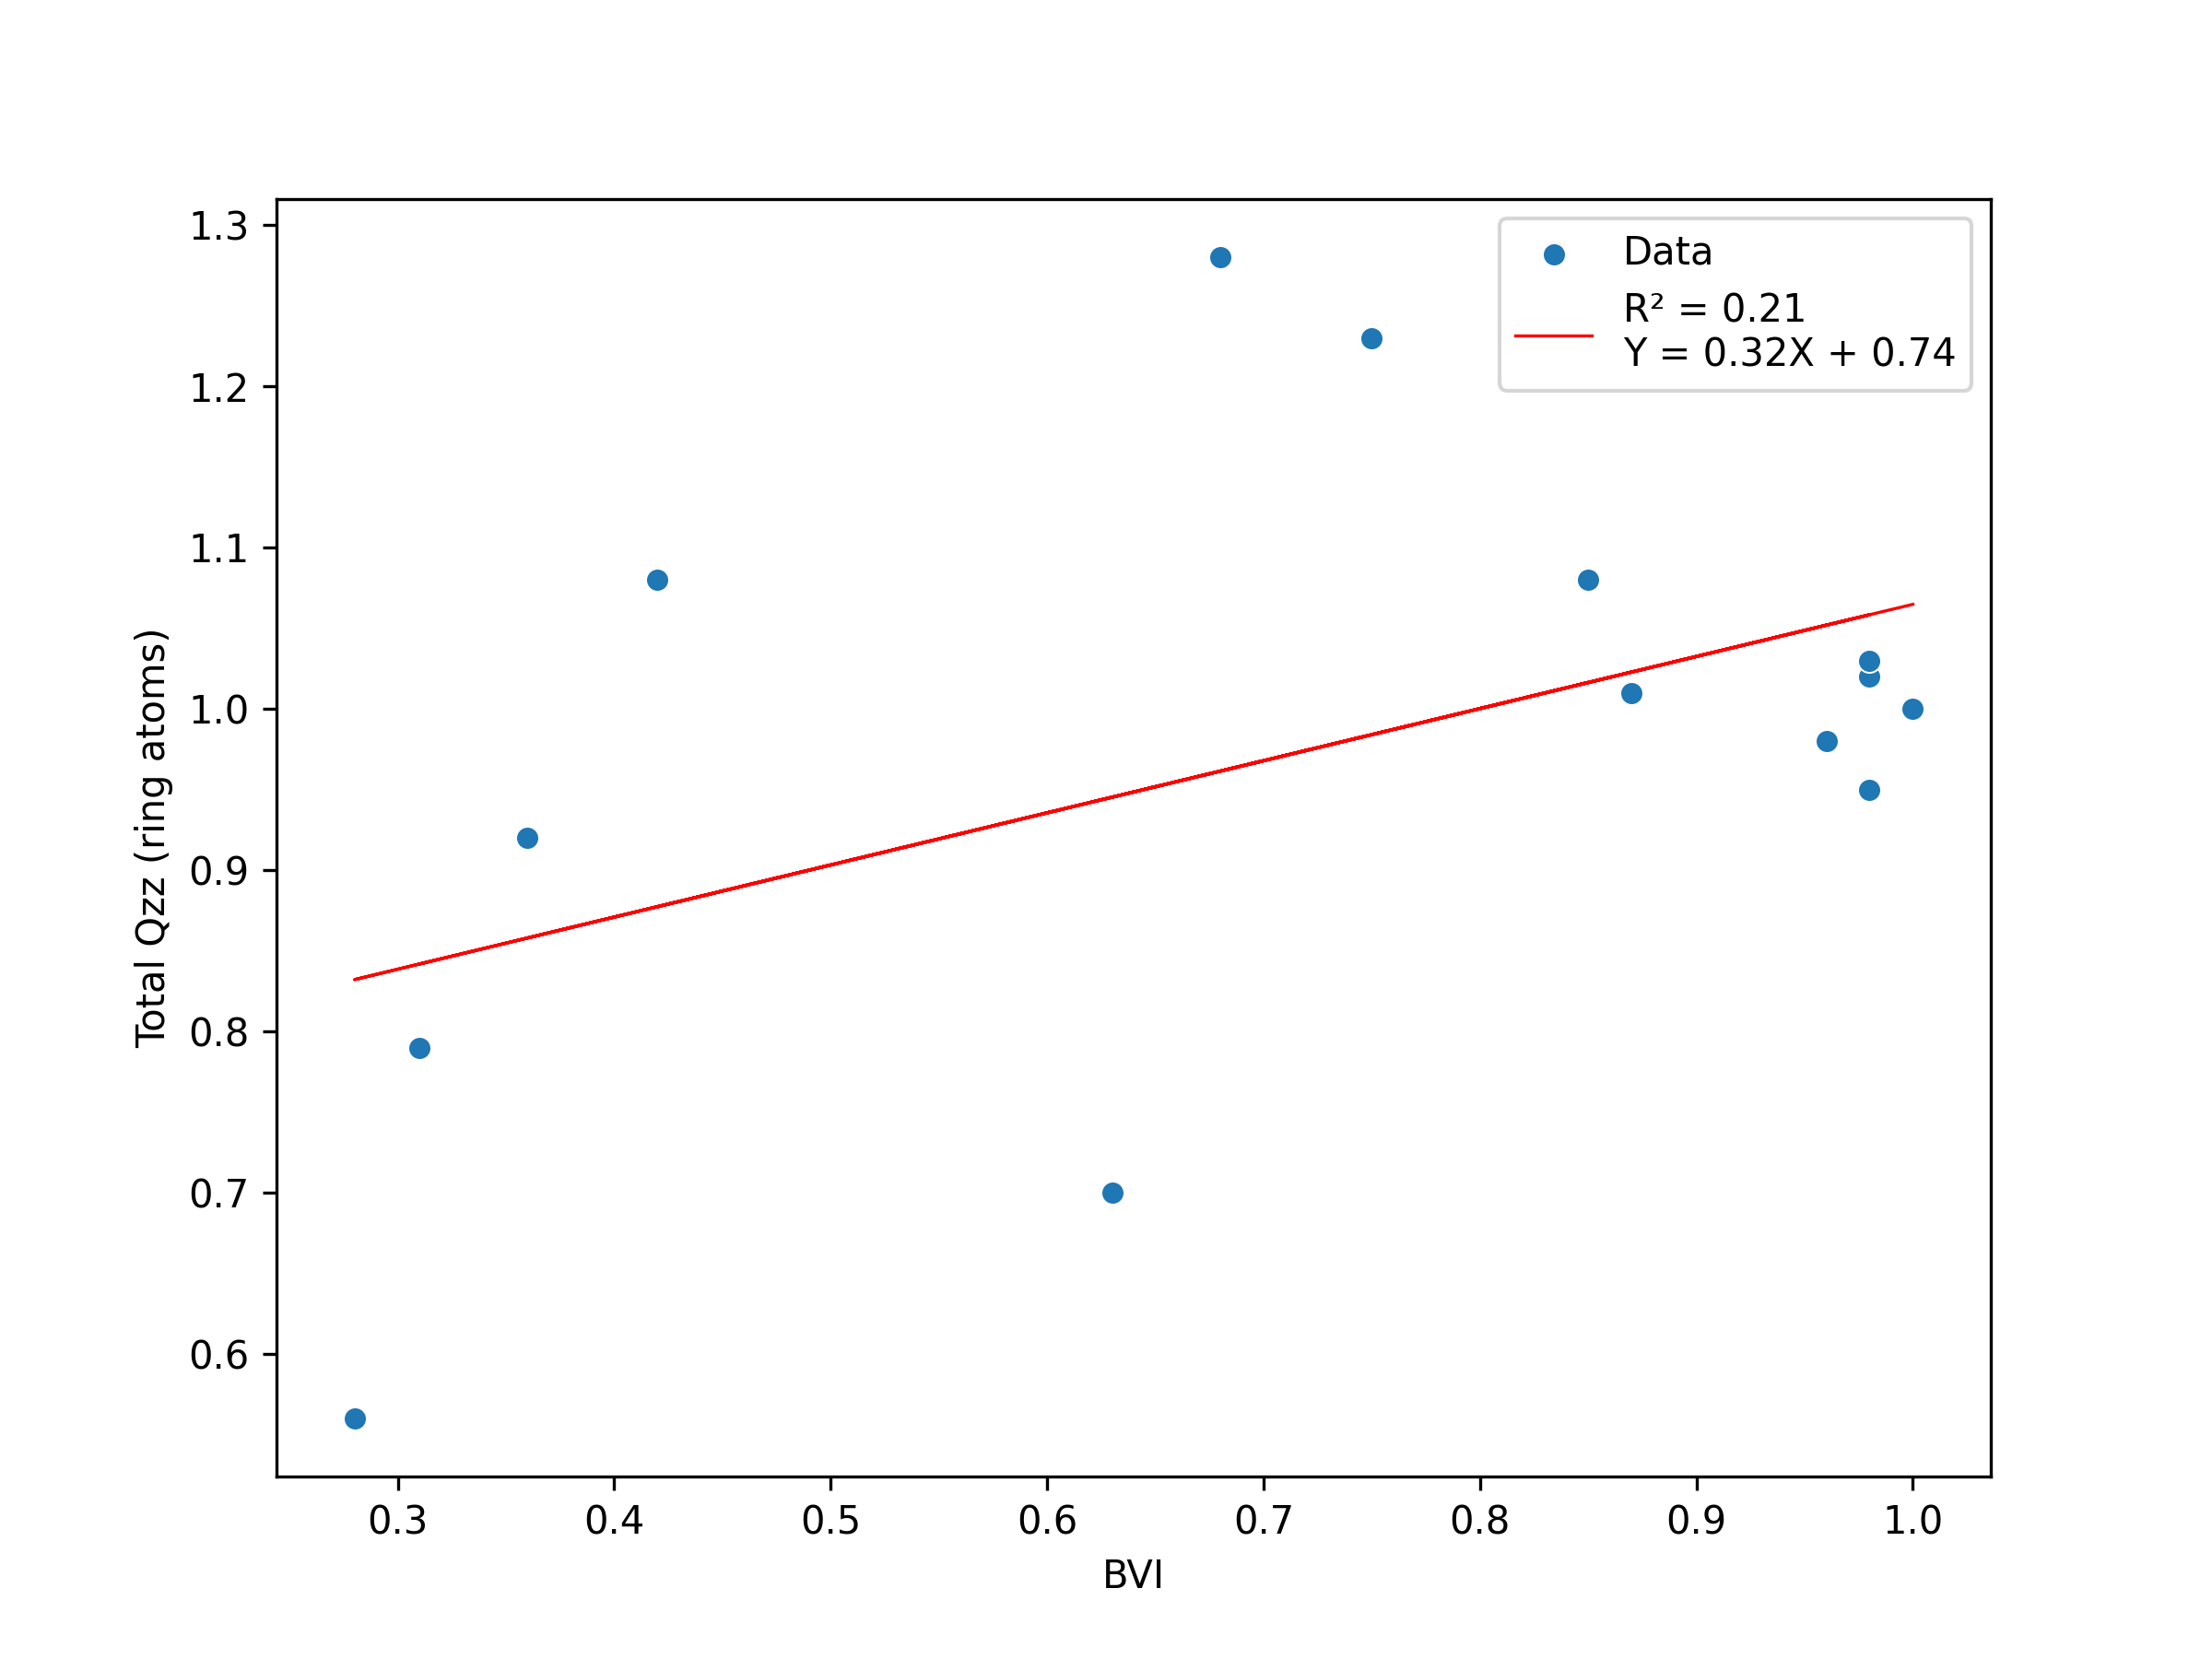 1.3
1.2
1.1
1.0
0.9
0.8
0.7
0.6
Total Qzz (ring atoms)
Data
R² = 0.21
Y = 0.32X + 0.74
0.3 0.4 0.5 0.6 0.7 0.8 0.9 1.0
BVI